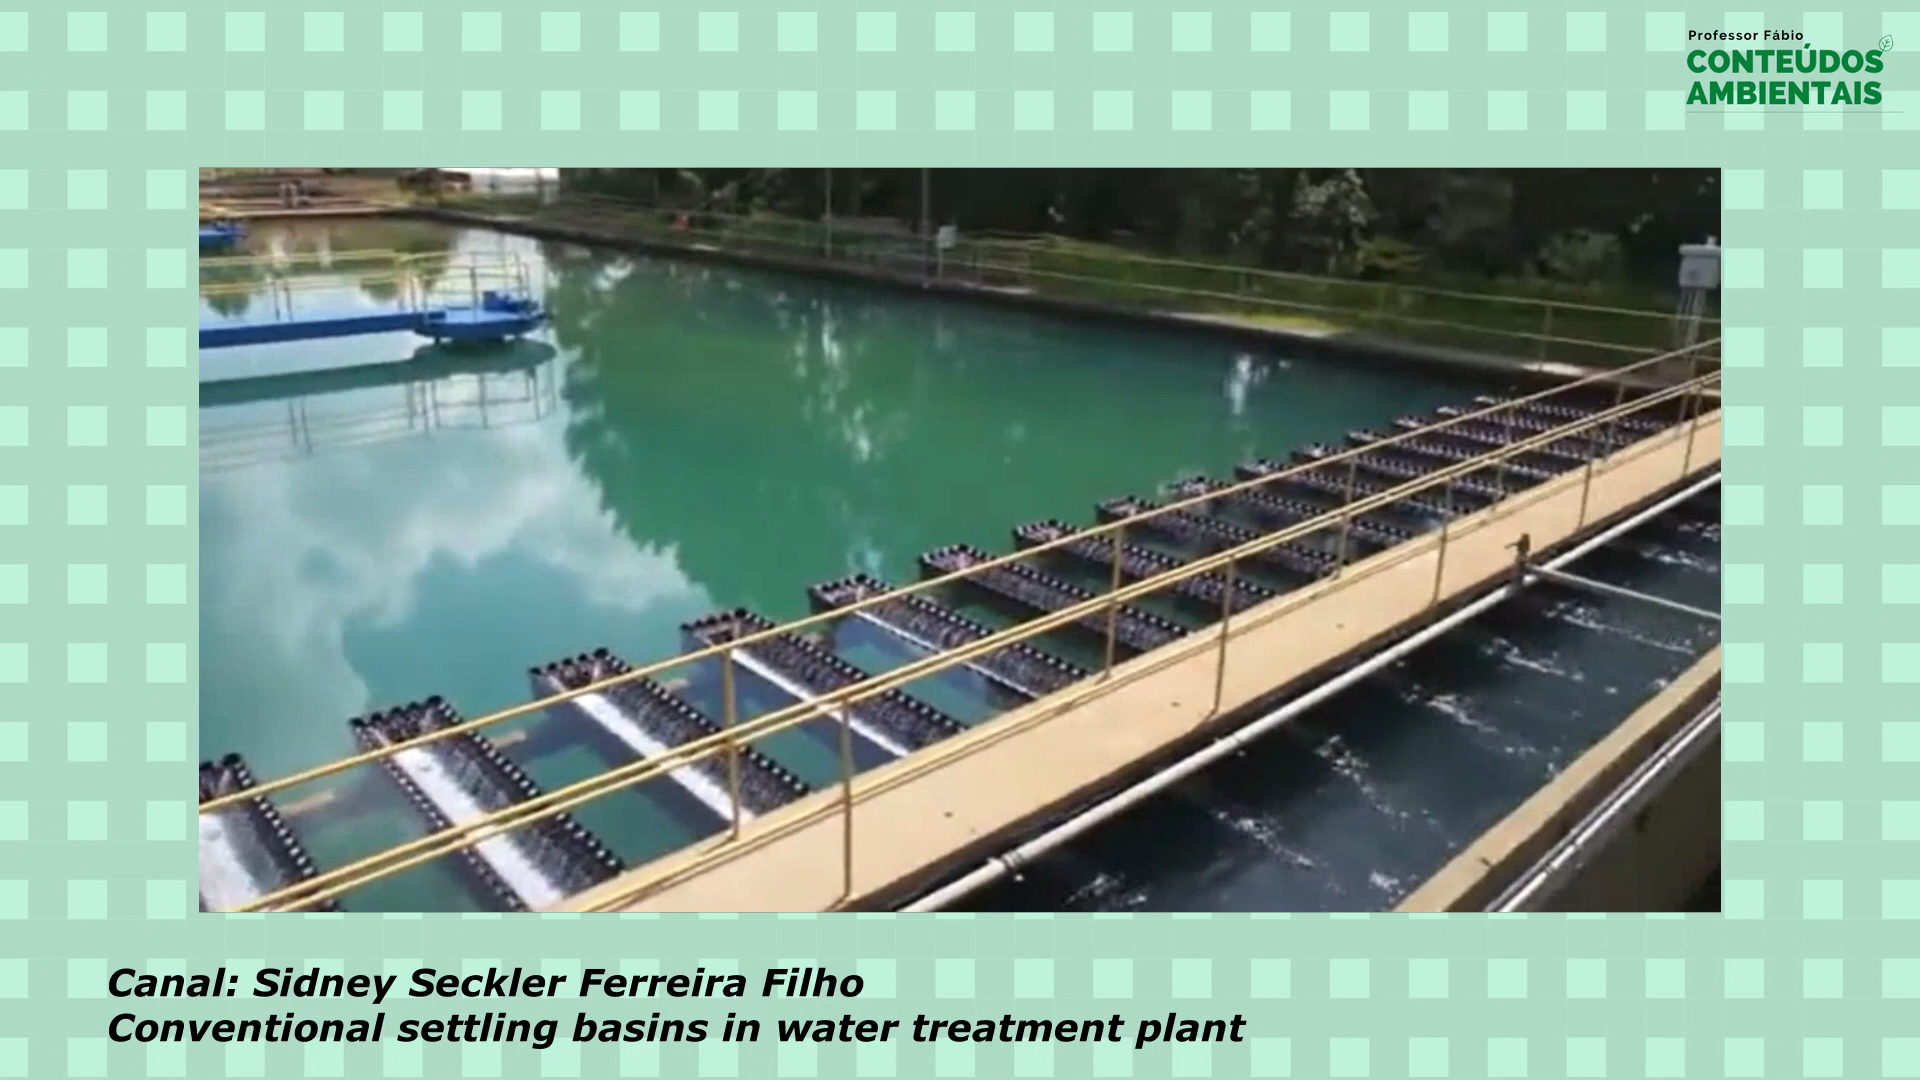 Professor Fábio
CONTEÚDOS
AMBIENTAIS
Canal: Sidney Seckler Ferreira Filho
Conventional settling basins in water treatment plant